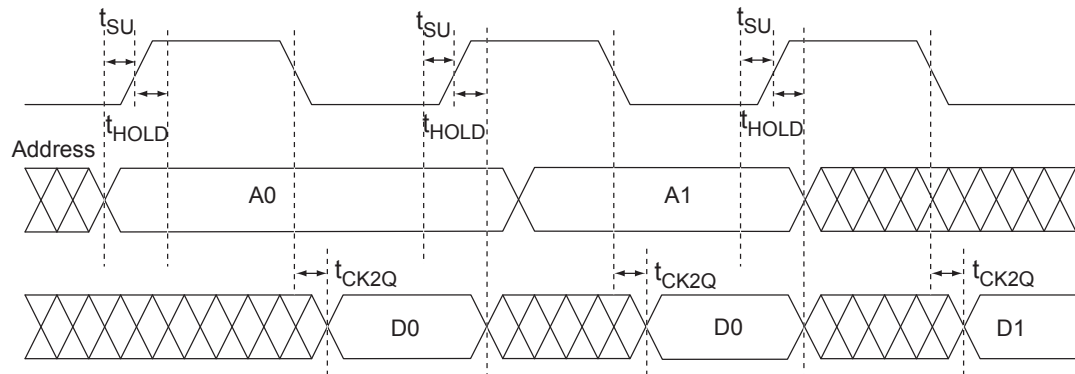 tSU tSU tSU
tHOLD tHOLD tHOLD
Address
A0 A1
tCK2Q tCK2Q tCK2Q
D0 D0 D1